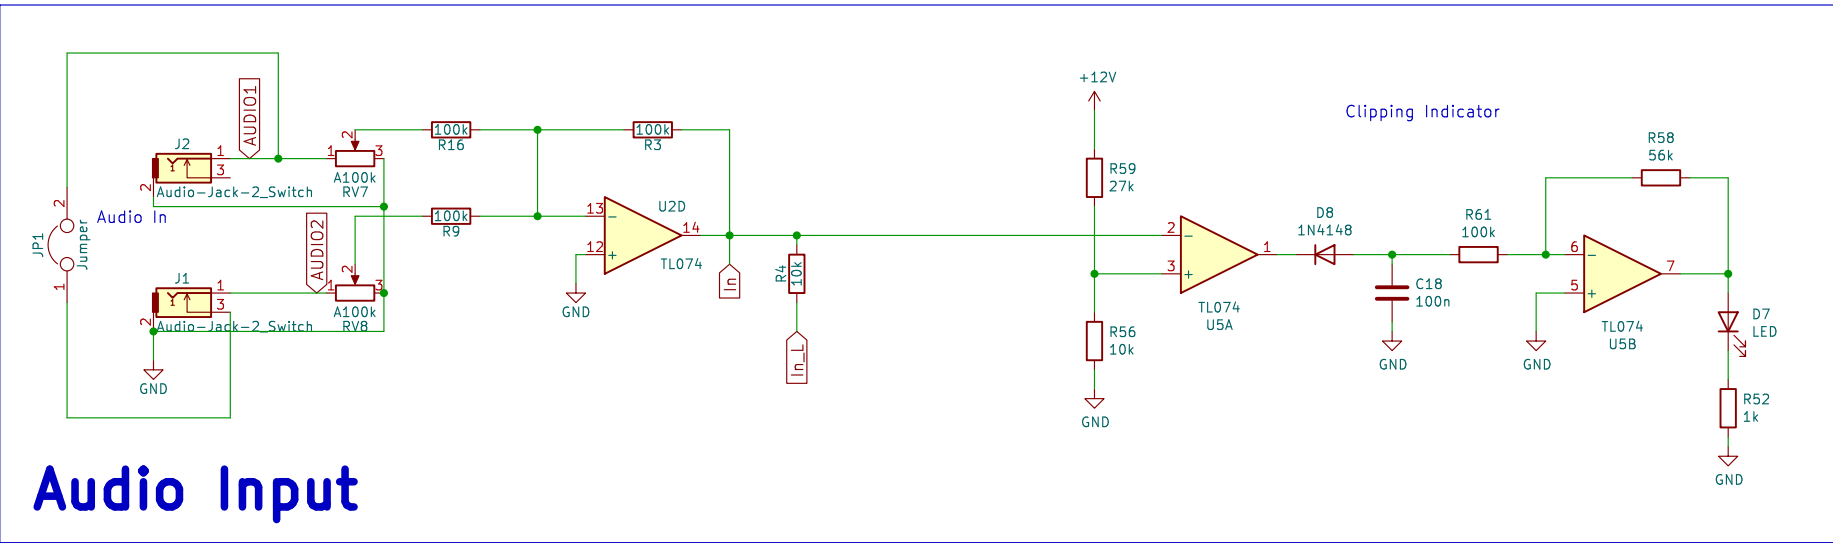 +12V
Clipping Indicator
AUDIO1
J2
1
3
2
1
Audio-Jack-2_Switch
2
1
3
A100k
RV7
100k
R16
100k
R3
R58
56k
R59
27k
2
JP1
Jumper
1
Audio In
AUDIO2
J1
1
3
2
1
Audio-Jack-2_Switch
GND
2
1
3
A100k
RV8
100k
R9
13
12
−
+
14
U2D
TL074
GND
In
R4
10k
In_L
2
3
−
+
1
TL074
U5A
R56
10k
GND
D8
1N4148
C18
100n
GND
R61
100k
6
5
−
+
7
TL074
U5B
GND
D7
LED
R52
1k
GND
Audio Input